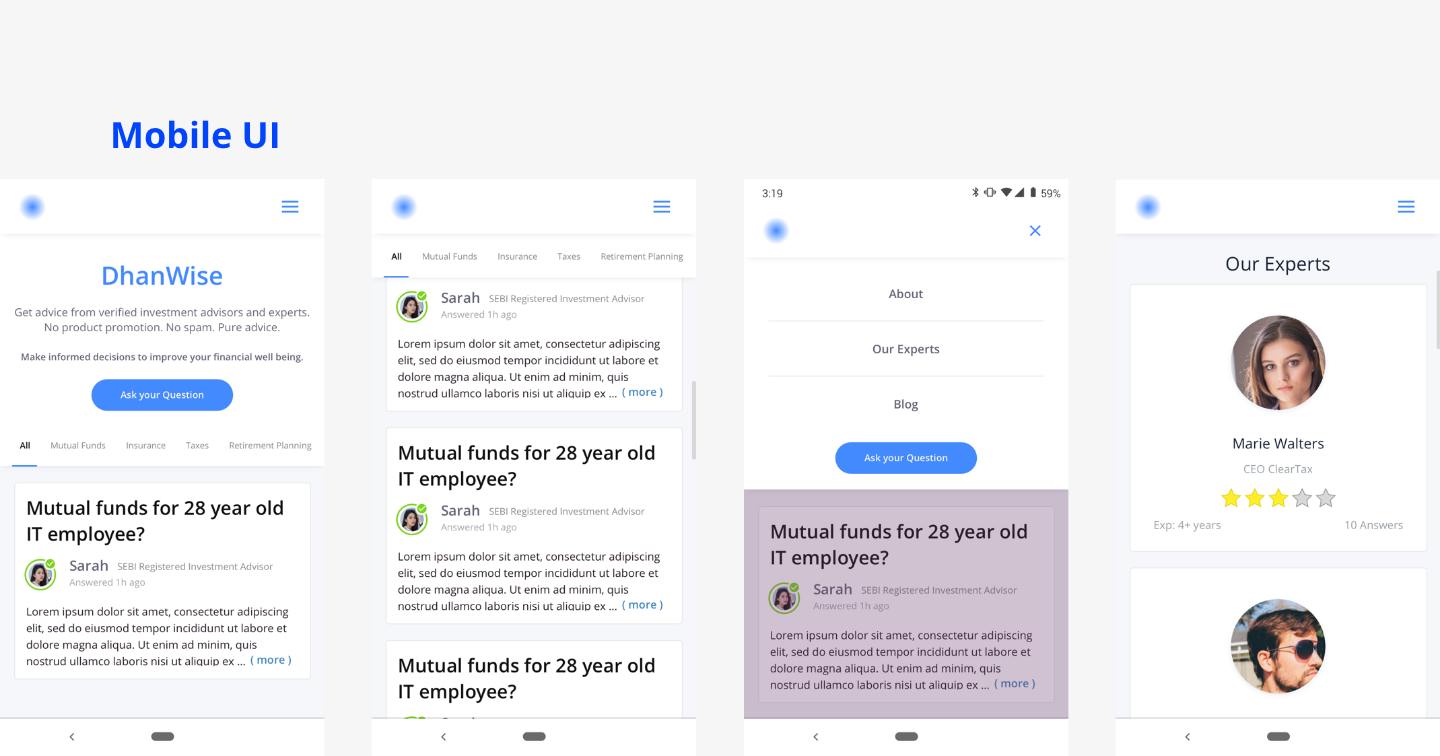 Mobile UI
DhanWise
Get advice from verified investment advisors and experts.
No product promotion. No spam. Pure advice.
Make informed decisions to improve your financial well being.
Ask your Question
All Mutual Funds Insurance Taxes Retirement Planning
Mutual funds for 28 year old
IT employee?
Sarah SEBI Registered Investment Advisor
Answered 1h ago
Lorem ipsum dolor sit amet, consectetur adipiscing
elit, sed do eiusmod tempor incididunt ut labore et
dolore magna aliqua. Ut enim ad minim, quis
nostrud ullamco laboris nisi ut aliquip ex ... ( more )
All Mutual Funds Insurance Taxes Retirement Planning
Sarah SEBI Registered Investment Advisor
Answered 1h ago
Lorem ipsum dolor sit amet, consectetur adipiscing
elit, sed do eiusmod tempor incididunt ut labore et
dolore magna aliqua. Ut enim ad minim, quis
nostrud ullamco laboris nisi ut aliquip ex ... ( more )
Mutual funds for 28 year old
IT employee?
Sarah SEBI Registered Investment Advisor
Answered 1h ago
Lorem ipsum dolor sit amet, consectetur adipiscing
elit, sed do eiusmod tempor incididunt ut labore et
dolore magna aliqua. Ut enim ad minim, quis
nostrud ullamco laboris nisi ut aliquip ex ... ( more )
Mutual funds for 28 year old
IT employee?
3:19 59%
About
Our Experts
Blog
Ask your Question
Mutual funds for 28 year old
IT employee?
Sarah SEBI Registered Investment Advisor
Answered 1h ago
Lorem ipsum dolor sit amet, consectetur adipiscing
elit, sed do eiusmod tempor incididunt ut labore et
dolore magna aliqua. Ut enim ad minim, quis
nostrud ullamco laboris nisi ut aliquip ex ... ( more )
Our Experts
Marie Walters
CEO ClearTax
Exp: 4+ years 10 Answers